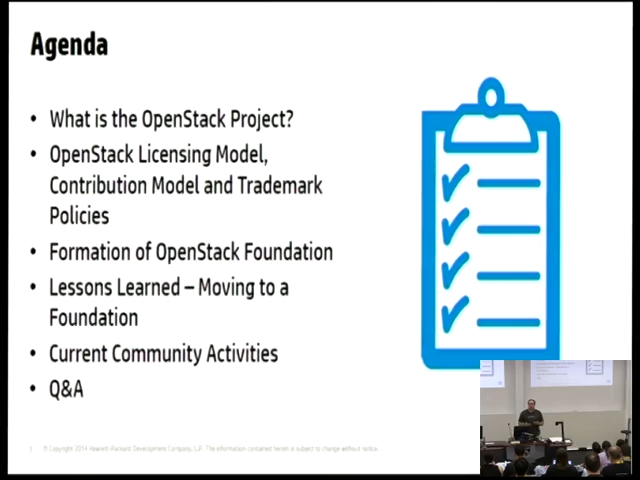 Agenda
• What is the OpenStack Project?
• OpenStack Licensing Model,
Contribution Model and Trademark
Policies
• Formation of OpenStack Foundation
• Lessons Learned – Moving to a
Foundation
• Current Community Activities
• Q&A
© Copyright 2014 Hewlett-Packard Development Company, L.P. The information contained herein is subject to change without notice.